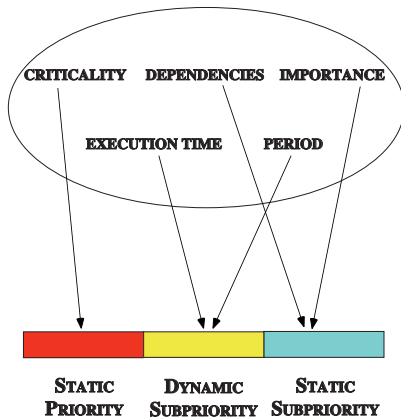 CRITICALITY DEPENDENCIES IMPORTANCE
EXECUTION TIME PERIOD
STATIC PRIORITY
DYNAMIC SUBPRIORITY
STATIC SUBPRIORITY